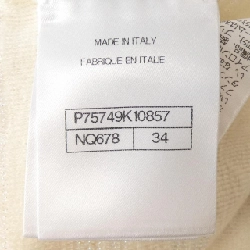 MADE IN ITALY
FABRIQUE EN ITALIE
P75749K10857
NQ678 34